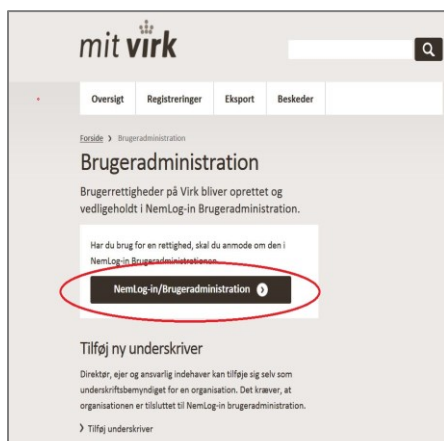 mit virk
Oversigt Registreringer Eksport Beskeder
Forside > Brugeradministration
Brugeradministration
Brugerrettigheder på Virk bliver oprettet og
vedligeholdt i NemLog-in Brugeradministration.
Har du brug for en rettighed, skal du anmode om den i
NemLog-in Brugeradministrationen.
NemLog-in/Brugeradministration
Tilføj ny underskriver
Direktør, ejer og ansvarlig indehaver kan tilføje sig selv som
underskriftsbemyndiget for en organisation. Det kræver, at
organisationen er tilsluttet til NemLog-in brugeradministration.
> Tilføj underskriver